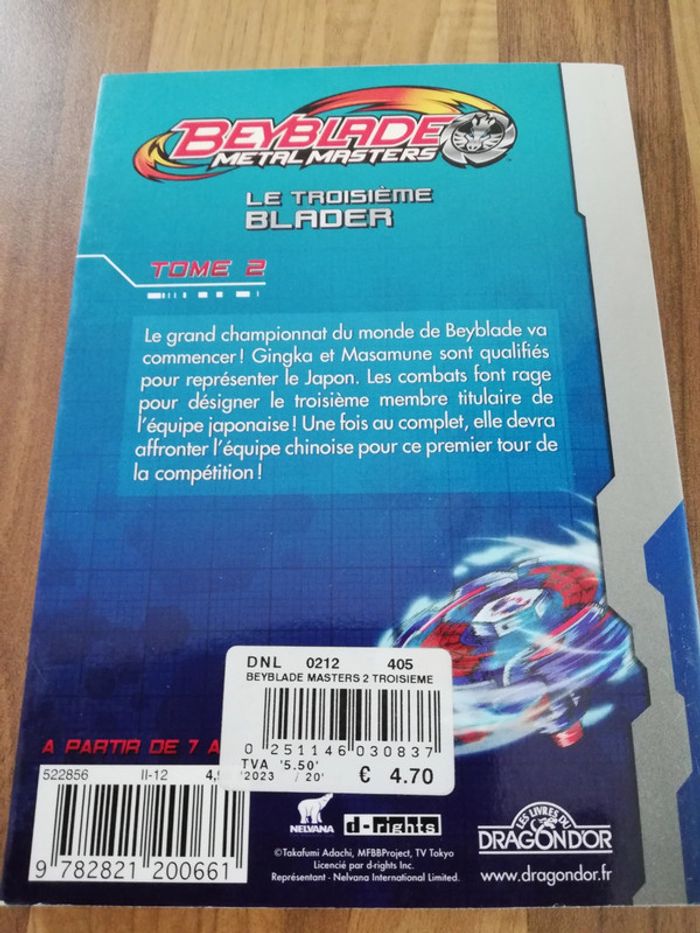 BEYBLADE
METAL MASTERS
LE TROISIÈME
BLADER
TOME 2
Le grand championnat du monde de Beyblade va
commencer ! Gingka et Masamune sont qualifiés
pour représenter le Japon. Les combats font rage
pour désigner le troisième membre titulaire de
l'équipe japonaise ! Une fois au complet, elle devra
affronter l'équipe chinoise pour ce premier tour de
la compétition !
DNL 0212 405
BEYBLADE MASTERS 2 TROISIEME
0 251146 030837
TVA '5.50'
'2023 / 20' € 4.70
A PARTIR DE 7 A
522856 II-12 4,9
9 782821 200661
NELVANA d-rights
©Takafumi Adachi, MFBBProject, TV Tokyo
Licencié par d-rights Inc.
Représentant - Nelvana International Limited.
LES LIVRES DU
DRAGON D'OR
www.dragondor.fr